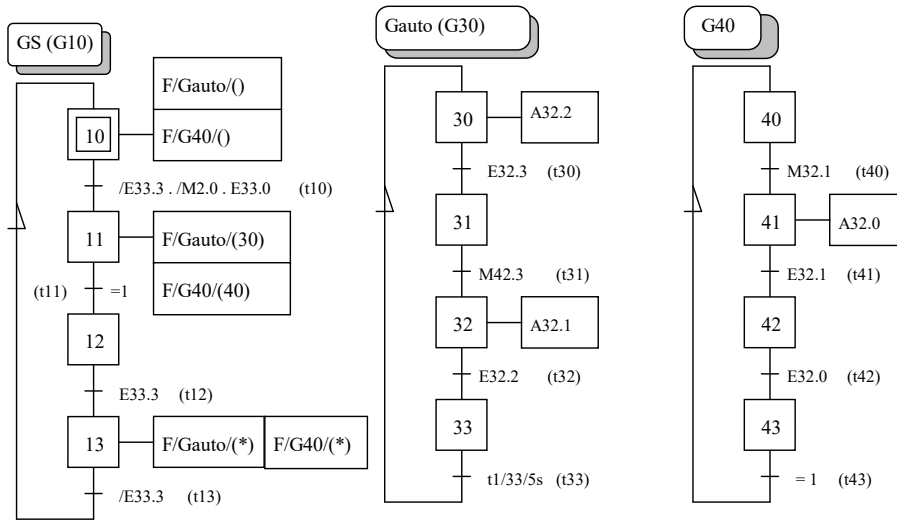 GS (G10)
F/Gauto/()
10
F/G40/()
/E33.3 . /M2.0 . E33.0 (t10)
11
F/Gauto/(30)
(t11) =1
F/G40/(40)
12
E33.3 (t12)
13
F/Gauto/(*)
F/G40/(*)
/E33.3 (t13)
Gauto (G30)
30
A32.2
E32.3 (t30)
31
M42.3 (t31)
32
A32.1
E32.2 (t32)
33
t1/33/5s (t33)
G40
40
M32.1 (t40)
41
A32.0
E32.1 (t41)
42
E32.0 (t42)
43
= 1 (t43)